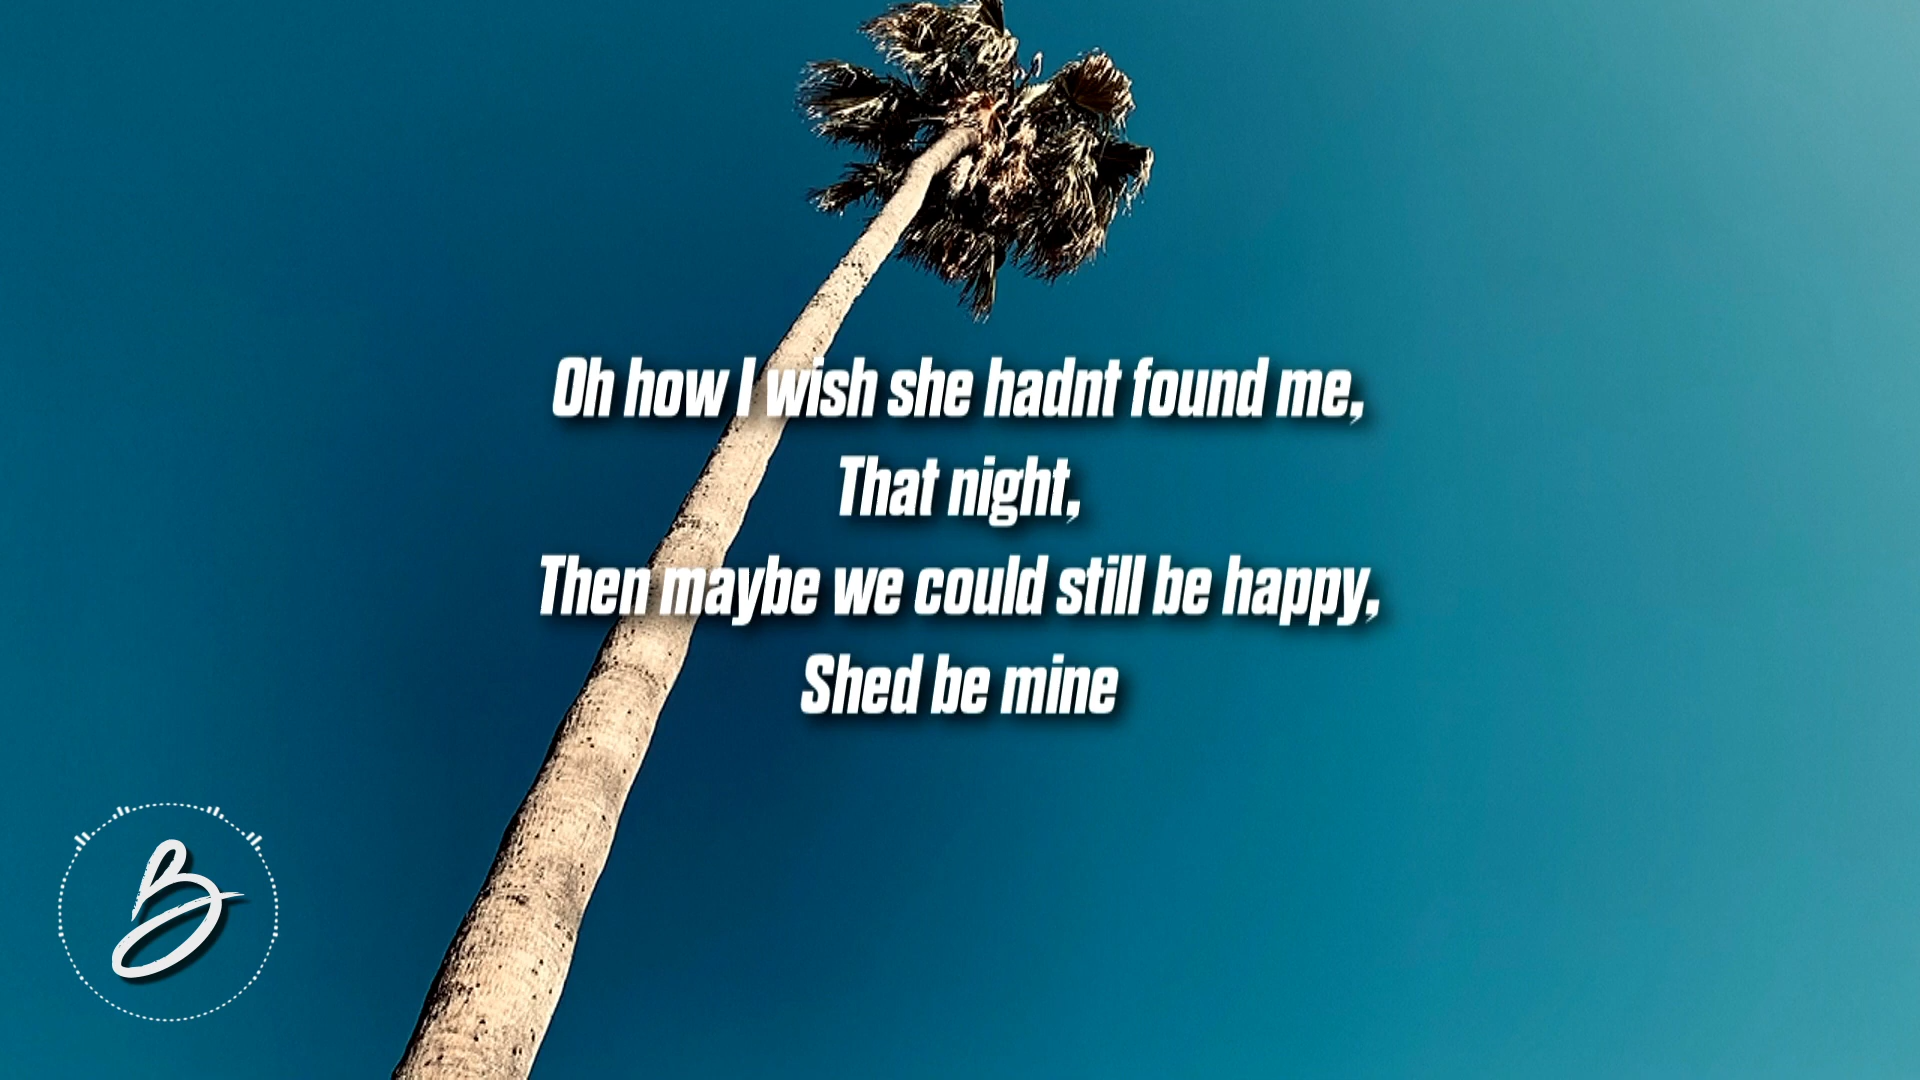 Oh how I wish she hadnt found me,
That night,
Then maybe we could still be happy,
Shed be mine
B